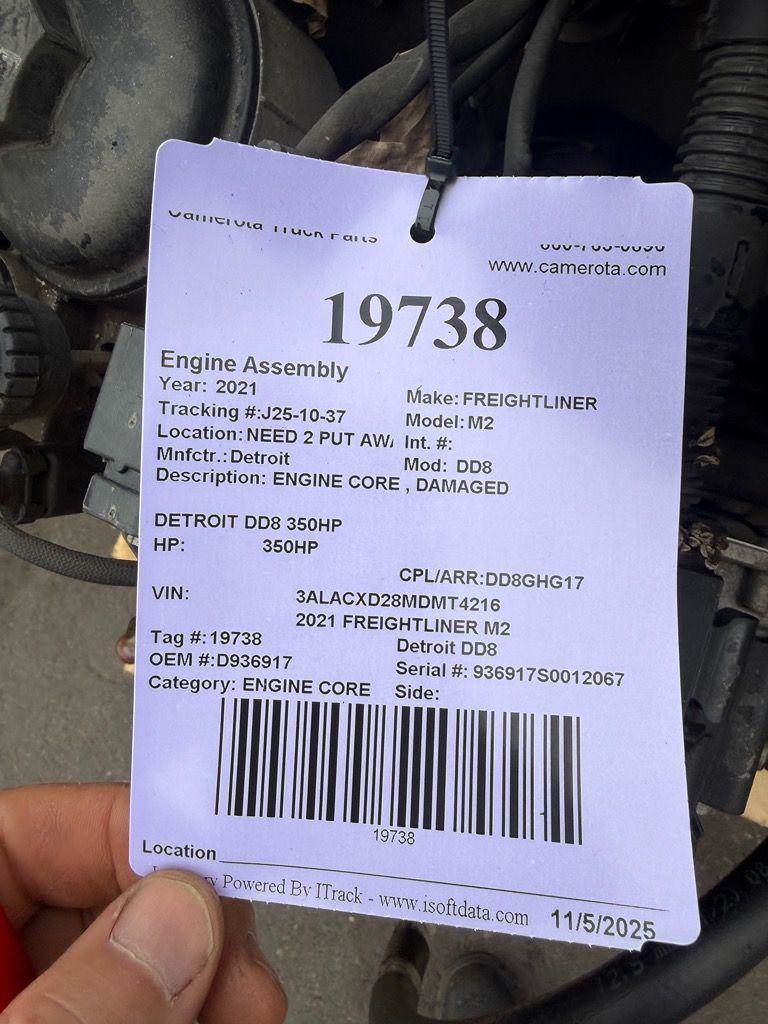 Camerota Truck Parts
www.camerota.com
19738
Engine Assembly
Year: 2021
Make: FREIGHTLINER
Tracking #:J25-10-37
Model: M2
Location: NEED 2 PUT AW
Int. #:
Mnfctr.: Detroit
Mod: DD8
Description: ENGINE CORE , DAMAGED
DETROIT DD8 350HP
HP: 350HP
CPL/ARR:DD8GHG17
VIN: 3ALACXD28MDMT4216
2021 FREIGHTLINER M2
Tag #: 19738
Detroit DD8
OEM #:D936917
Serial #: 936917S0012067
Category: ENGINE CORE
Side:
19738
Location
Powered By ITrack - www.isoftdata.com
11/5/2025